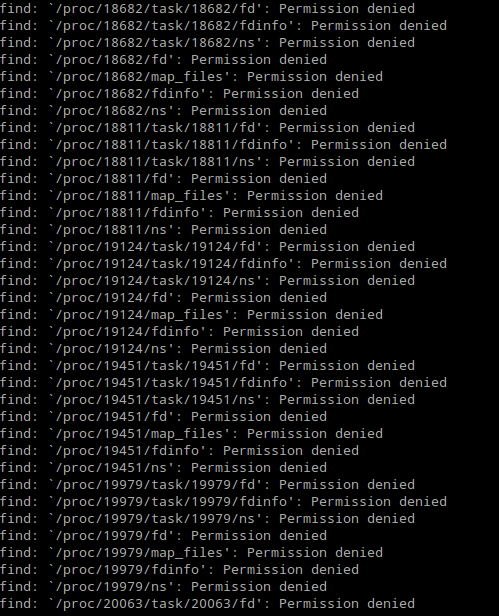 find: `/proc/18682/task/18682/fd': Permission denied
find: `/proc/18682/task/18682/fdinfo': Permission denied
find: `/proc/18682/task/18682/ns': Permission denied
find: `/proc/18682/fd': Permission denied
find: `/proc/18682/map_files': Permission denied
find: `/proc/18682/fdinfo': Permission denied
find: `/proc/18682/ns': Permission denied
find: `/proc/18811/task/18811/fd': Permission denied
find: `/proc/18811/task/18811/fdinfo': Permission denied
find: `/proc/18811/task/18811/ns': Permission denied
find: `/proc/18811/fd': Permission denied
find: `/proc/18811/map_files': Permission denied
find: `/proc/18811/fdinfo': Permission denied
find: `/proc/18811/ns': Permission denied
find: `/proc/19124/task/19124/fd': Permission denied
find: `/proc/19124/task/19124/fdinfo': Permission denied
find: `/proc/19124/task/19124/ns': Permission denied
find: `/proc/19124/fd': Permission denied
find: `/proc/19124/map_files': Permission denied
find: `/proc/19124/fdinfo': Permission denied
find: `/proc/19124/ns': Permission denied
find: `/proc/19451/task/19451/fd': Permission denied
find: `/proc/19451/task/19451/fdinfo': Permission denied
find: `/proc/19451/task/19451/ns': Permission denied
find: `/proc/19451/fd': Permission denied
find: `/proc/19451/map_files': Permission denied
find: `/proc/19451/fdinfo': Permission denied
find: `/proc/19451/ns': Permission denied
find: `/proc/19979/task/19979/fd': Permission denied
find: `/proc/19979/task/19979/fdinfo': Permission denied
find: `/proc/19979/task/19979/ns': Permission denied
find: `/proc/19979/fd': Permission denied
find: `/proc/19979/map_files': Permission denied
find: `/proc/19979/fdinfo': Permission denied
find: `/proc/19979/ns': Permission denied
find: `/proc/20063/task/20063/fd': Permission denied